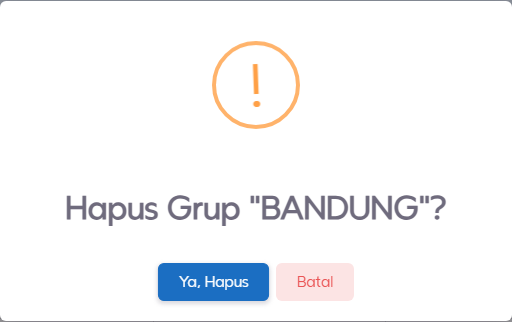 Hapus Grup "BANDUNG"?
Ya, Hapus
Batal